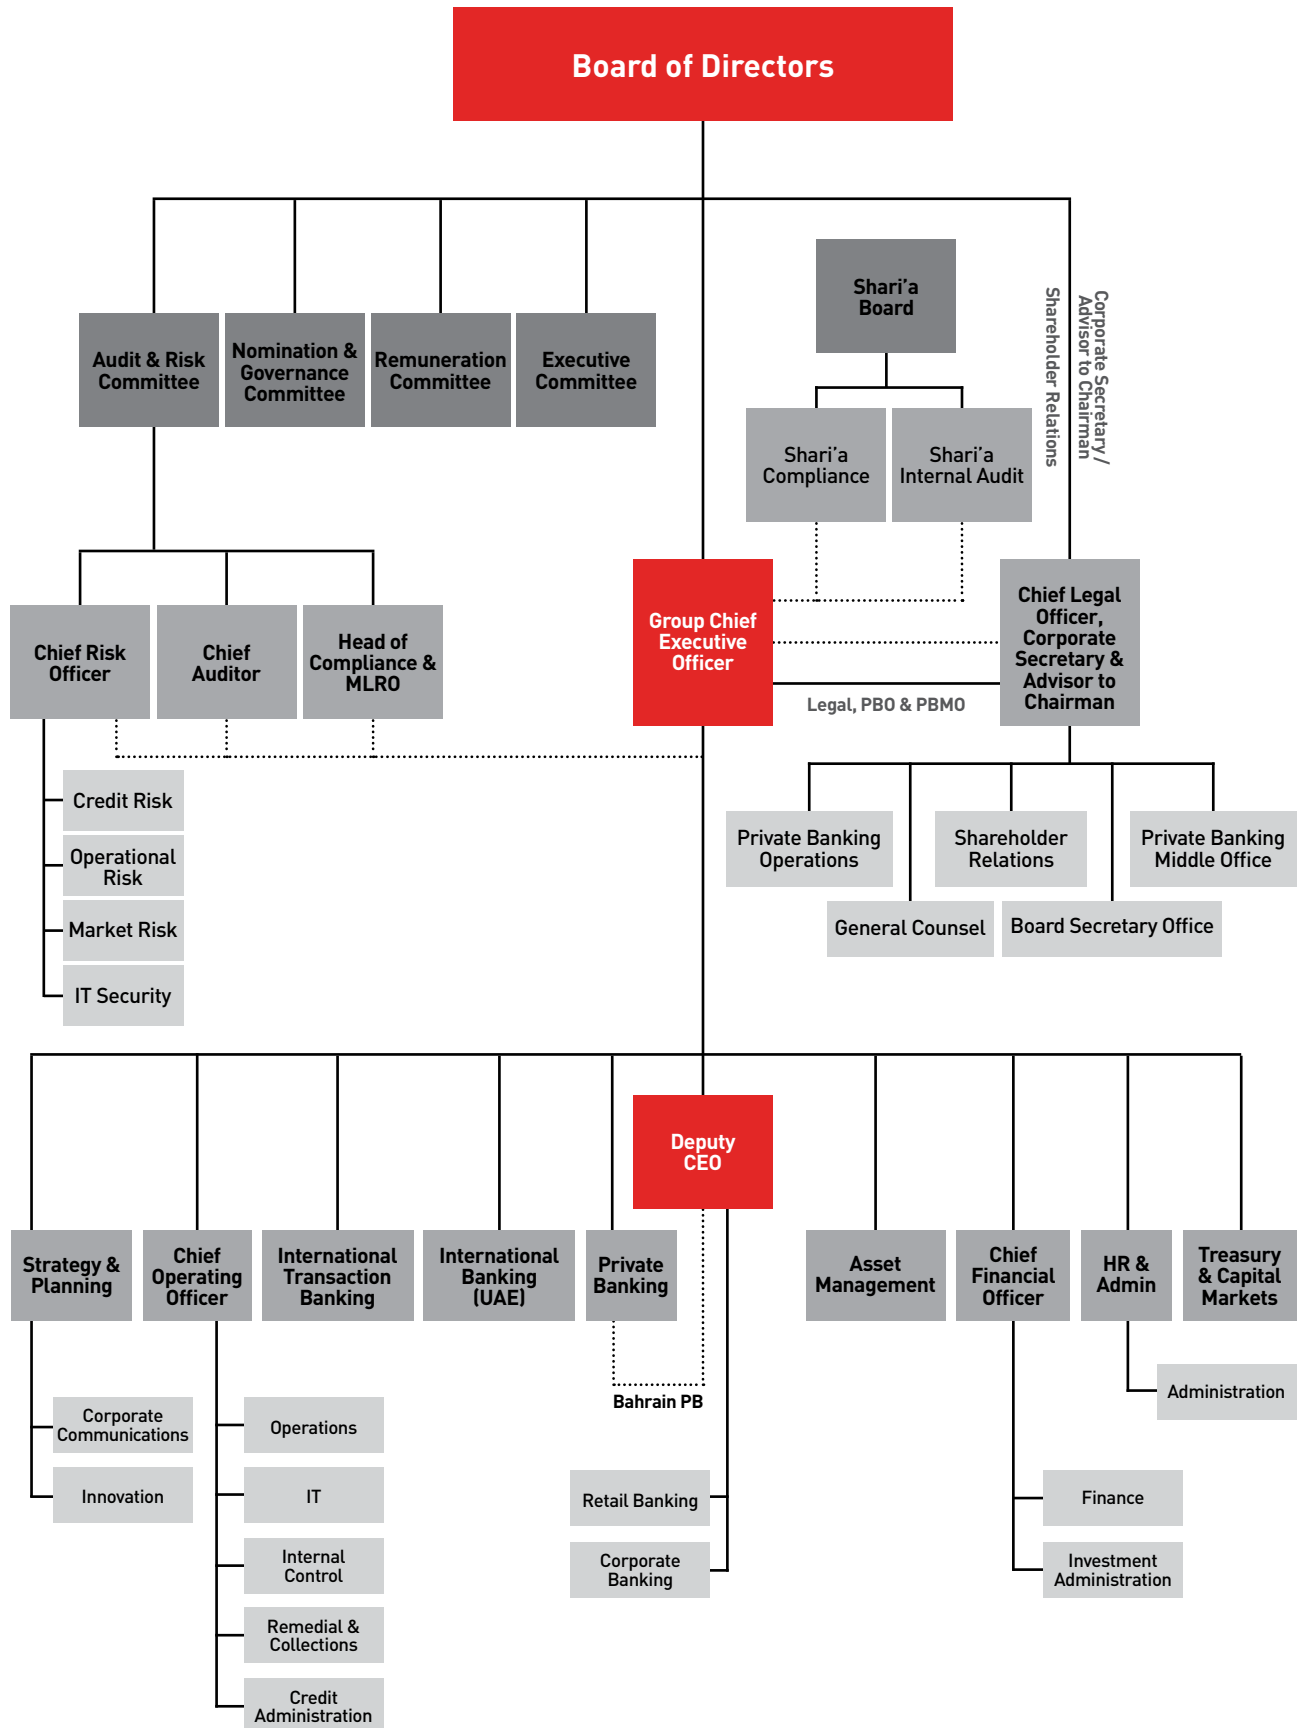 Board of Directors
Shari'a
Board
Corporate Secretary /
Advisor to Chairman
Shareholder Relations
Audit & Risk
Committee
Nomination &
Governance
Committee
Remuneration
Committee
Executive
Committee
Shari'a
Compliance
Shari'a
Internal Audit
Chief Risk
Officer
Chief
Auditor
Head of
Compliance &
MLRO
Group Chief
Executive
Officer
Chief Legal
Officer,
Corporate
Secretary &
Advisor to
Chairman
Legal, PBO & PBMO
Credit Risk
Operational
Risk
Market Risk
IT Security
Private Banking
Operations
Shareholder
Relations
Private Banking
Middle Office
General Counsel
Board Secretary Office
Deputy
CEO
Strategy &
Planning
Chief
Operating
Officer
International
Transaction
Banking
International
Banking
(UAE)
Private
Banking
Asset
Management
Chief
Financial
Officer
HR &
Admin
Treasury
& Capital
Markets
Bahrain PB
Corporate
Communications
Innovation
Operations
IT
Internal
Control
Remedial &
Collections
Credit
Administration
Retail Banking
Corporate
Banking
Administration
Finance
Investment
Administration